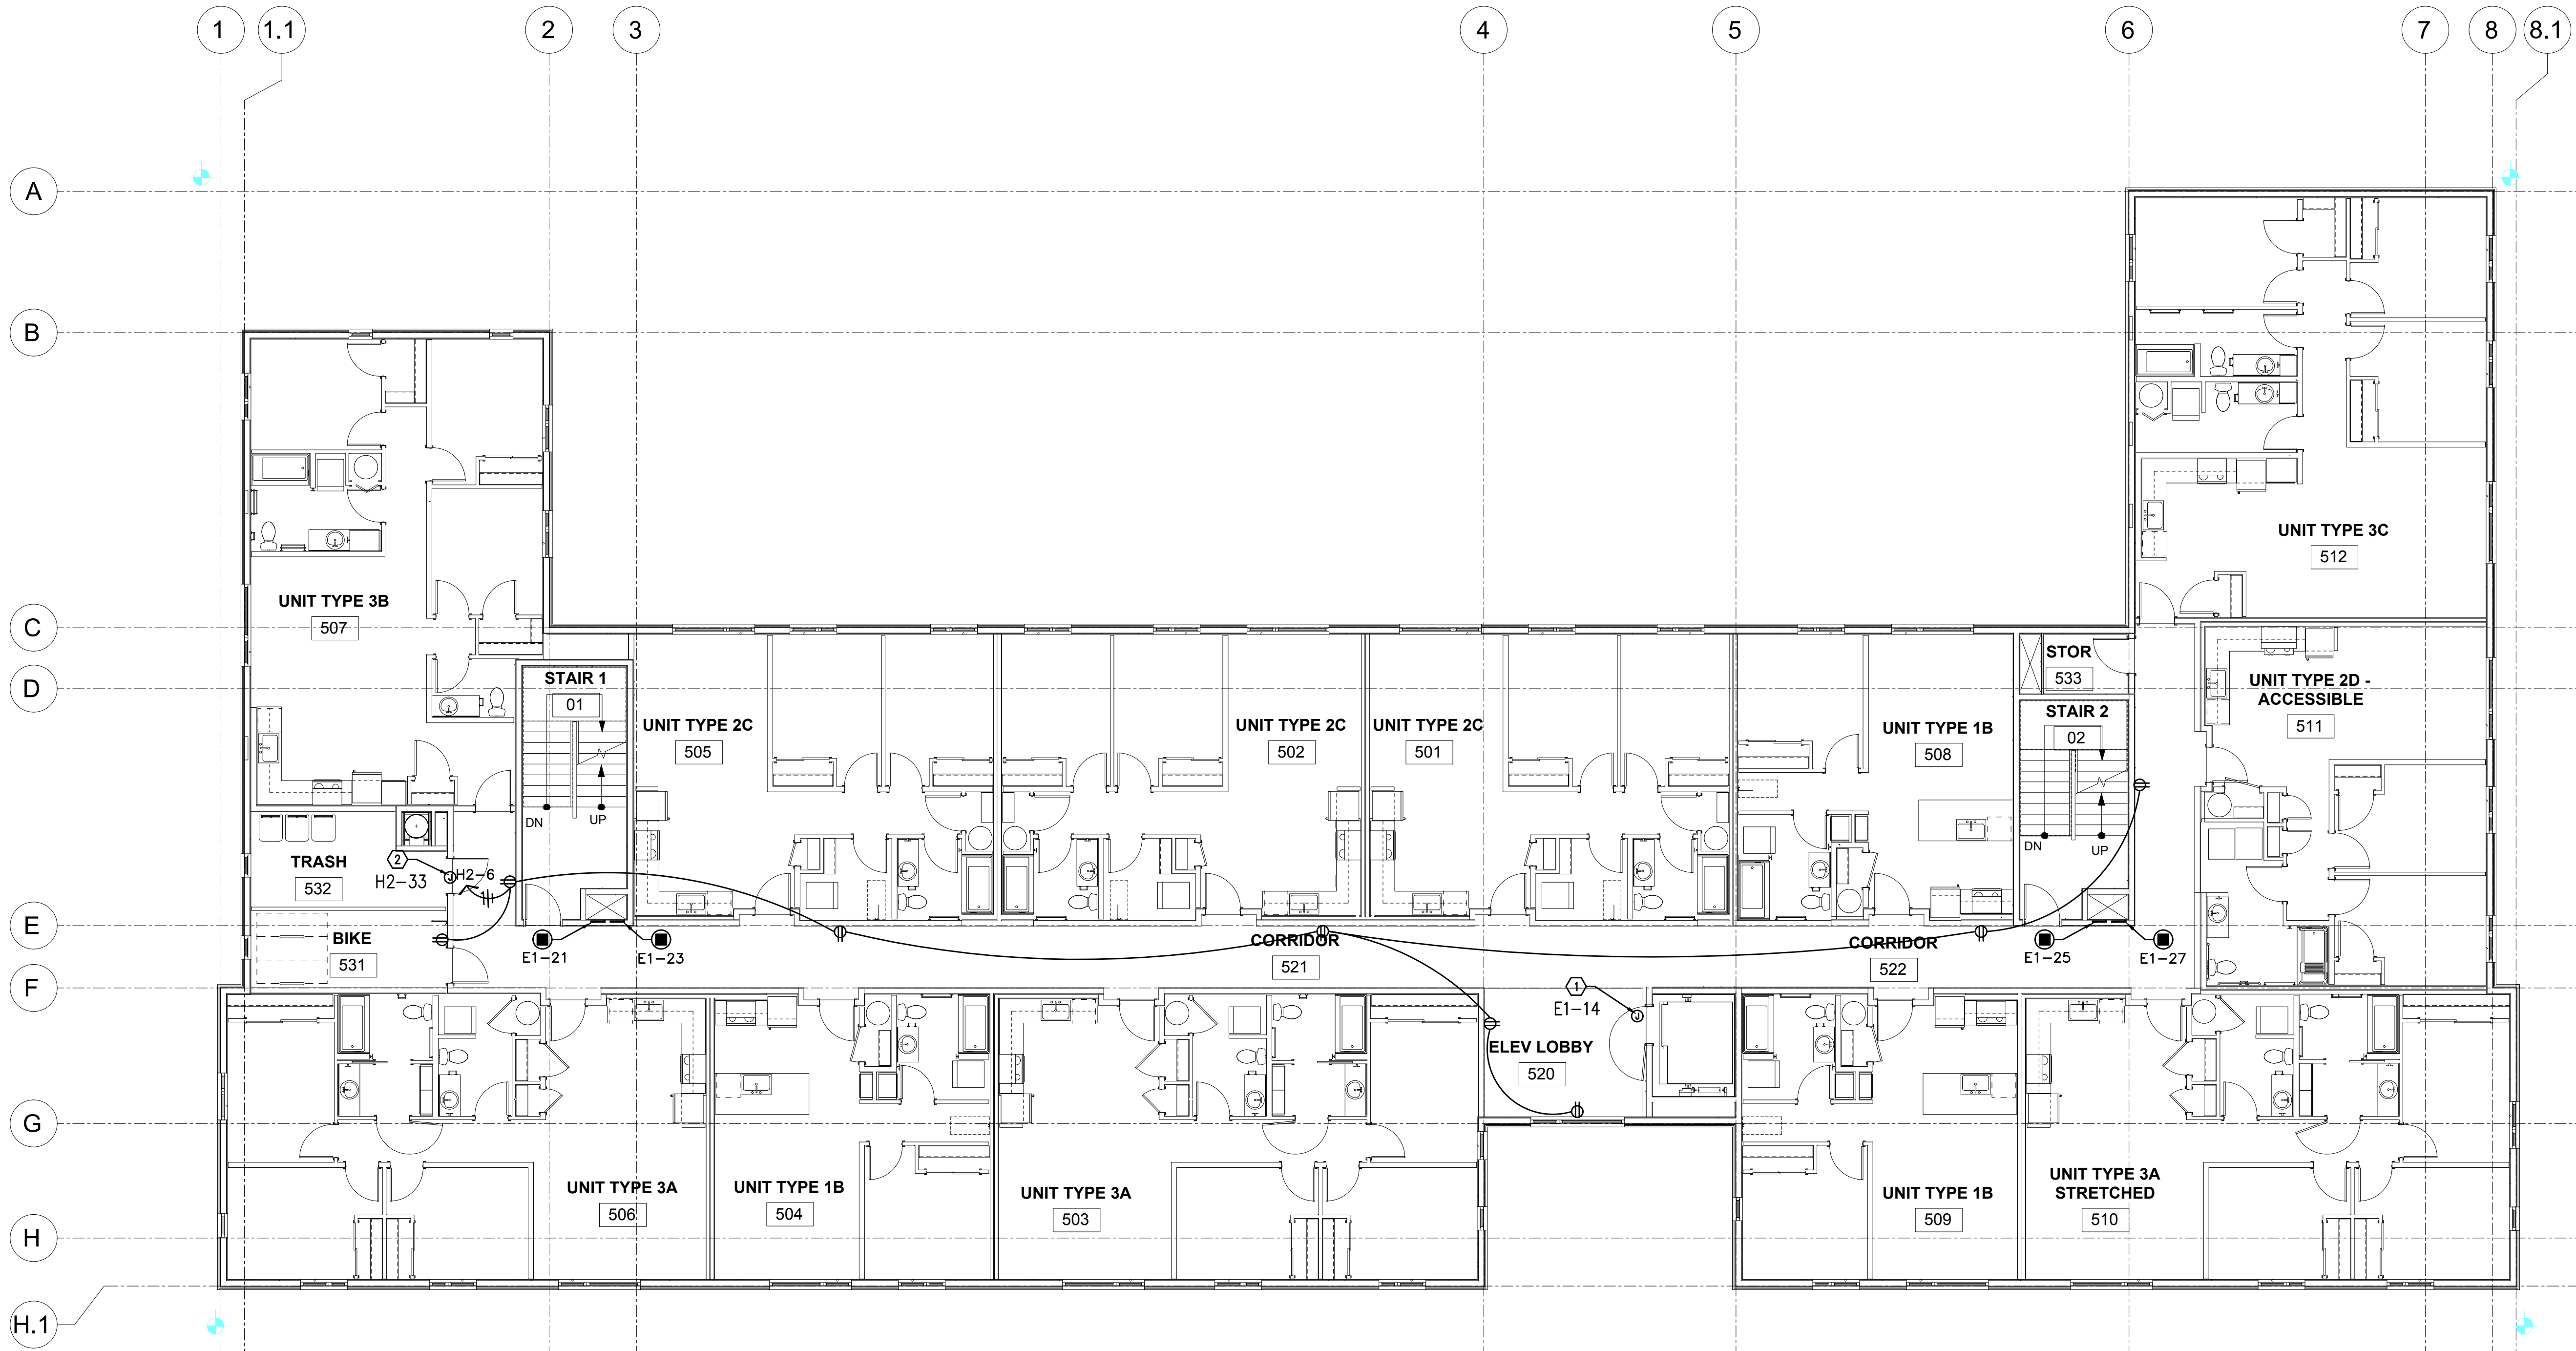 1
1.1
2
3
4
5
6
7
8
8.1
A
B
C
D
E
F
G
H
H.1
UNIT TYPE 3C
512
UNIT TYPE 3B
507
STAIR 1
01
DN
UP
UNIT TYPE 2C
505
UNIT TYPE 2C
502
UNIT TYPE 2C
501
UNIT TYPE 1B
508
STOR
533
STAIR 2
02
DN
UP
UNIT TYPE 2D -
ACCESSIBLE
511
TRASH
532
2
H2-33
J
H2-6
BIKE
531
E1-21
E1-23
CORRIDOR
521
CORRIDOR
522
E1-25
E1-27
1
E1-14
J
ELEV LOBBY
520
UNIT TYPE 3A
506
UNIT TYPE 1B
504
UNIT TYPE 3A
503
UNIT TYPE 1B
509
UNIT TYPE 3A
STRETCHED
510